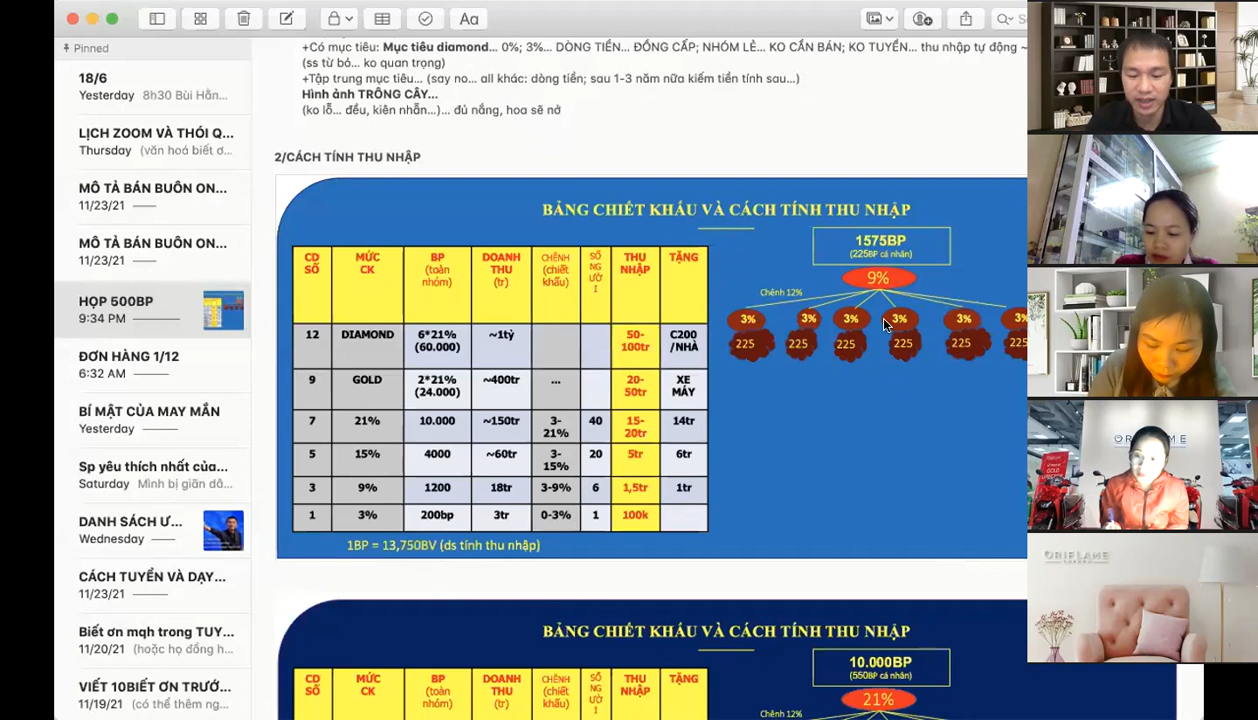 Aa
Pinned
18/6
Yesterday 8h30 Bùi Hằn...
LỊCH ZOOM VÀ THÓI Q...
Thursday (văn hoá biết ơ...
MÔ TẢ BÁN BUÔN ON...
11/23/21
MÔ TẢ BÁN BUÔN ON...
11/23/21
HỌP 500BP
9:34 PM
ĐƠN HÀNG 1/12
6:32 AM
BÍ MẬT CỦA MAY MẮN
Yesterday
Sp yêu thích nhất của...
Saturday Mình bị giãn dâ...
DANH SÁCH Ư...
Wednesday
CÁCH TUYỂN VÀ DẠY...
11/23/21
Biết ơn mqh trong TUY...
11/20/21 (hoặc họ đồng h...
VIẾT 10BIẾT ƠN TRƯỚ...
11/19/21 (có thể thêm ng...
+Có mục tiêu: Mục tiêu diamond... 0%; 3%... DÒNG TIỀN... ĐỒNG CẤP; NHÓM LẺ... KO CẦN BÁN; KO TUYỂN... thu nhập tự động ~
(ss từ bỏ... ko quan trọng)
+Tập trung mục tiêu... (say no... all khác: dòng tiền; sau 1-3 năm nữa kiếm tiền tính sau...)
Hình ảnh TRỒNG CÂY...
(ko lỗ... đều, kiên nhẫn...)... đủ nắng, hoa sẽ nở
2/CÁCH TÍNH THU NHẬP
BẢNG CHIẾT KHẤU VÀ CÁCH TÍNH THU NHẬP
CD SỐ MỨC CK BP (toàn nhóm) DOANH THU (tr) CHÊNH (chiết khấu) SỐ NGƯỜI THU NHẬP TẶNG
12 DIAMOND 6*21% (60.000) ~1tỷ 50-100tr C200 /NHÀ
9 GOLD 2*21% (24.000) ~400tr ... 20-50tr XE MÁY
7 21% 10.000 ~150tr 3-21% 40 15-20tr 14tr
5 15% 4000 ~60tr 3-15% 20 5tr 6tr
3 9% 1200 18tr 3-9% 6 1,5tr 1tr
1 3% 200bp 3tr 0-3% 1 100k
1BP = 13,750BV (ds tính thu nhập)
1575BP
(225BP cá nhân)
9%
Chênh 12%
3% 3% 3% 3% 3% 3%
225 225 225 225 225 225
BẢNG CHIẾT KHẤU VÀ CÁCH TÍNH THU NHẬP
CD SỐ MỨC CK BP (toàn nhóm) DOANH THU (tr) CHÊNH (chiết khấu) SỐ NGƯỜI THU NHẬP TẶNG
10.000BP
(550BP cá nhân)
21%
Chênh 12%
ORIFLAME
ORIFLAME